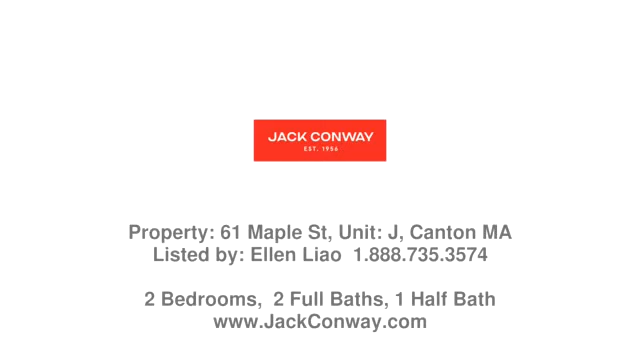 JACK CONWAY
EST. 1956
Property: 61 Maple St, Unit: J, Canton MA
Listed by: Ellen Liao  1.888.735.3574
2 Bedrooms,  2 Full Baths, 1 Half Bath
www.JackConway.com